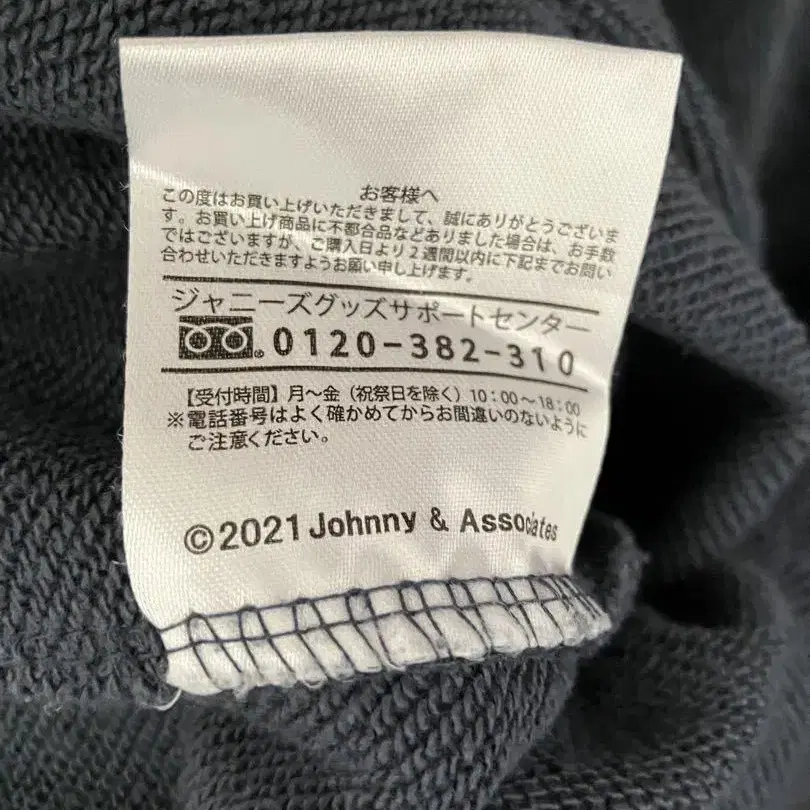 お客様へ
この度はお買い上げいただきまして、誠にありがとうございま
す。お買い上げ商品に不都合品などありました場合は、お手数
ではございますが、ご購入日より２週間以内に下記までお問い
合わせいただきますようお願い申し上げます。
ジャニーズグッズサポートセンター
0120-382-310
【受付時間】月〜金（祝祭日を除く）10：00〜18：00
※電話番号はよく確かめてからお間違いのないように
ご注意ください。
©2021 Johnny & Associates